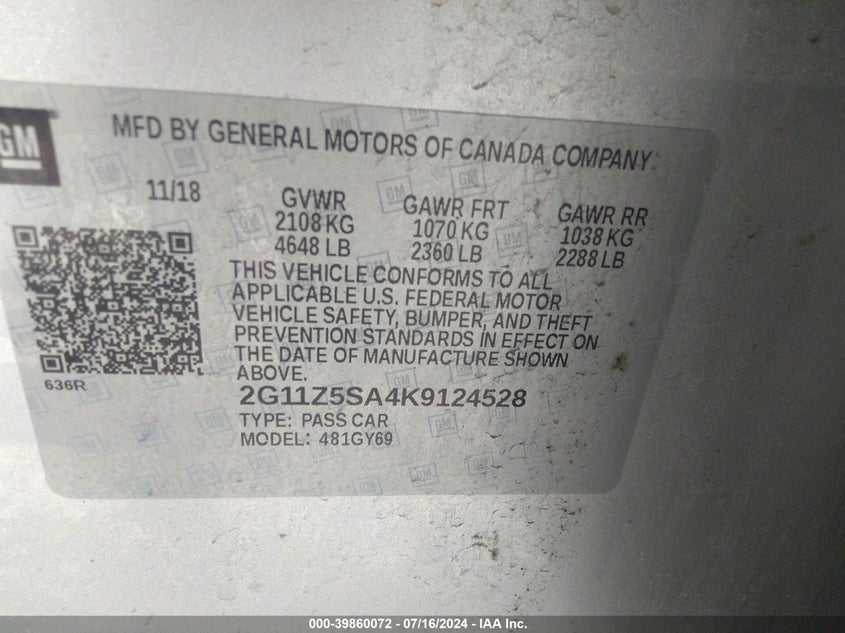 GM
MFD BY GENERAL MOTORS OF CANADA COMPANY
11/18 GVWR GAWR FRT GAWR RR
2108 KG 1070 KG 1038 KG
4648 LB 2360 LB 2288 LB
THIS VEHICLE CONFORMS TO ALL
APPLICABLE U.S. FEDERAL MOTOR
VEHICLE SAFETY, BUMPER, AND THEFT
PREVENTION STANDARDS IN EFFECT ON
THE DATE OF MANUFACTURE SHOWN
ABOVE.
636R
2G11Z5SA4K9124528
TYPE: PASS CAR
MODEL: 481GY69
000-39860072 / 07/16/2024 - IAA Inc.